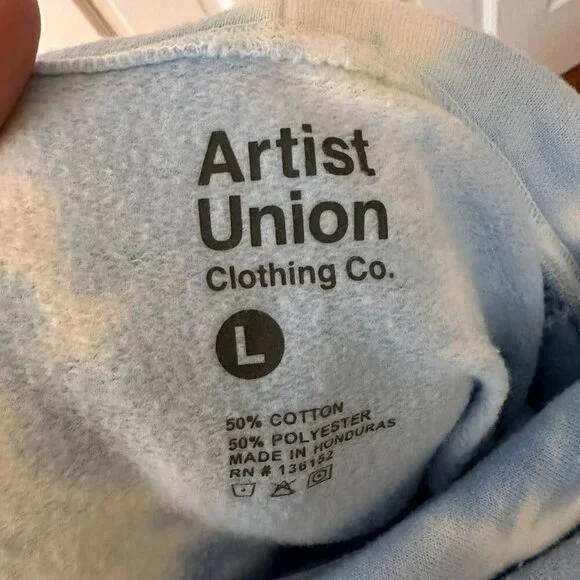 Artist
Union
Clothing Co.
L
50% COTTON
50% POLYESTER
MADE IN HONDURAS
RN # 136152